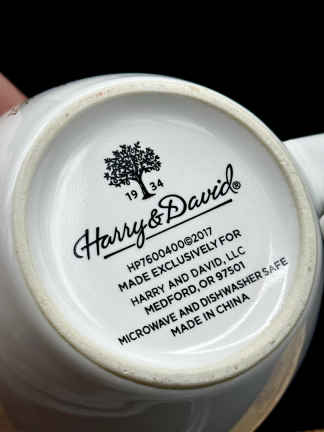 19 34
Harry & David®
HP7600400©2017
MADE EXCLUSIVELY FOR
HARRY AND DAVID, LLC
MEDFORD, OR 97501
MICROWAVE AND DISHWASHER SAFE
MADE IN CHINA